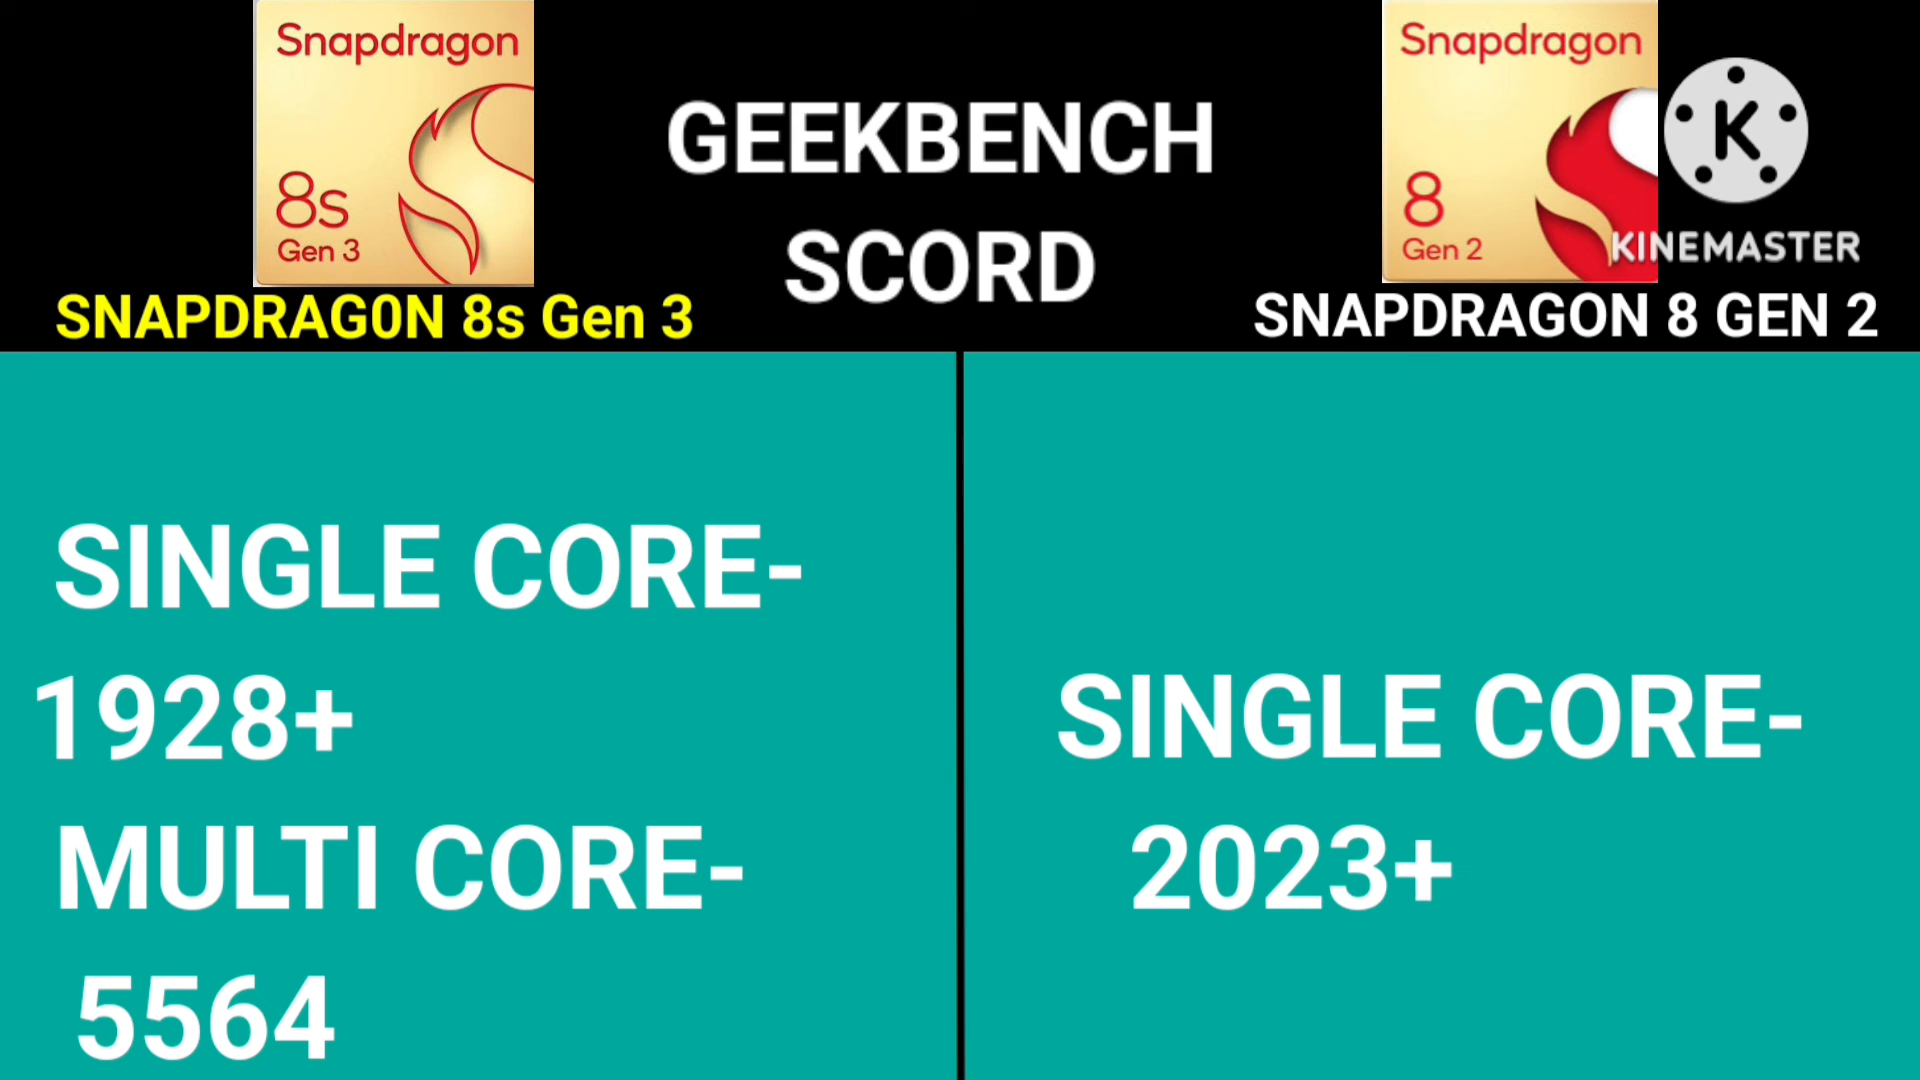 Snapdragon
8s
Gen 3
SNAPDRAG0N 8s Gen 3
GEEKBENCH
SCORD
Snapdragon
8
Gen 2
K
KINEMASTER
SNAPDRAGON 8 GEN 2
SINGLE CORE-
1928+
MULTI CORE-
5564
SINGLE CORE-
2023+